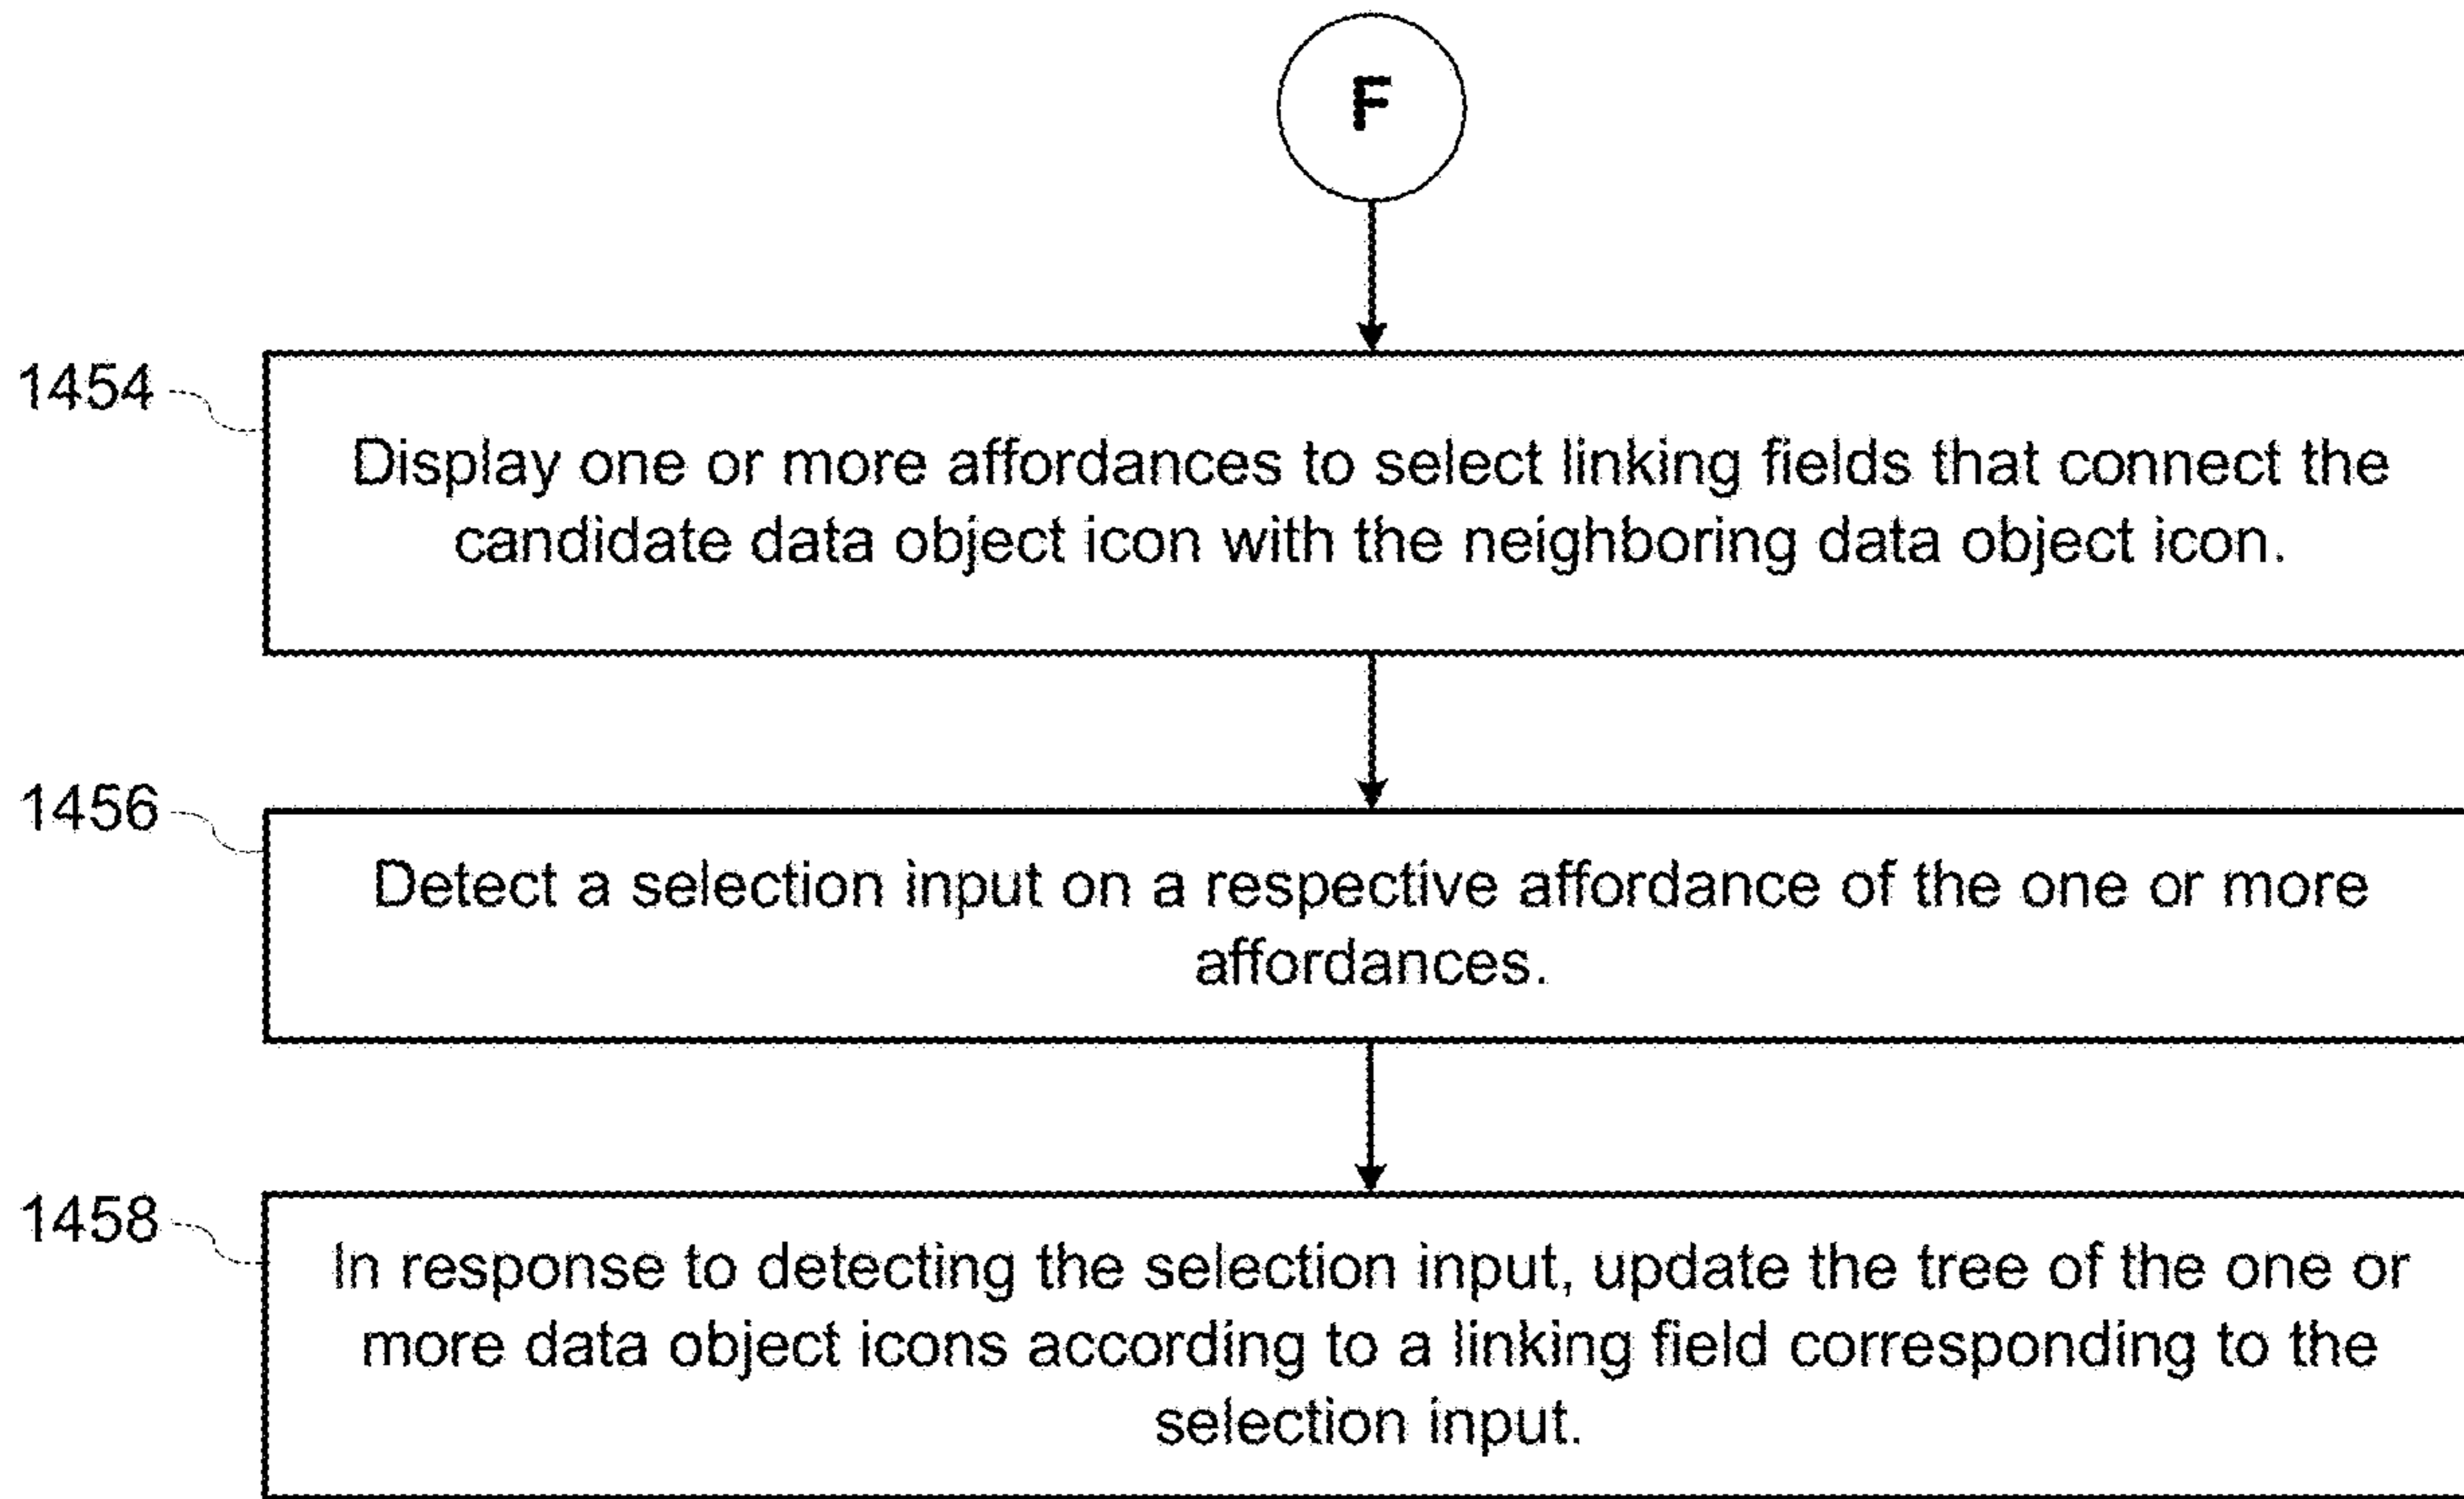 F
1454
Display one or more affordances to select linking fields that connect the
candidate data object icon with the neighboring data object icon.
1456
Detect a selection input on a respective affordance of the one or more
affordances.
1458
In response to detecting the selection input, update the tree of the one or
more data object icons according to a linking field corresponding to the
selection input.